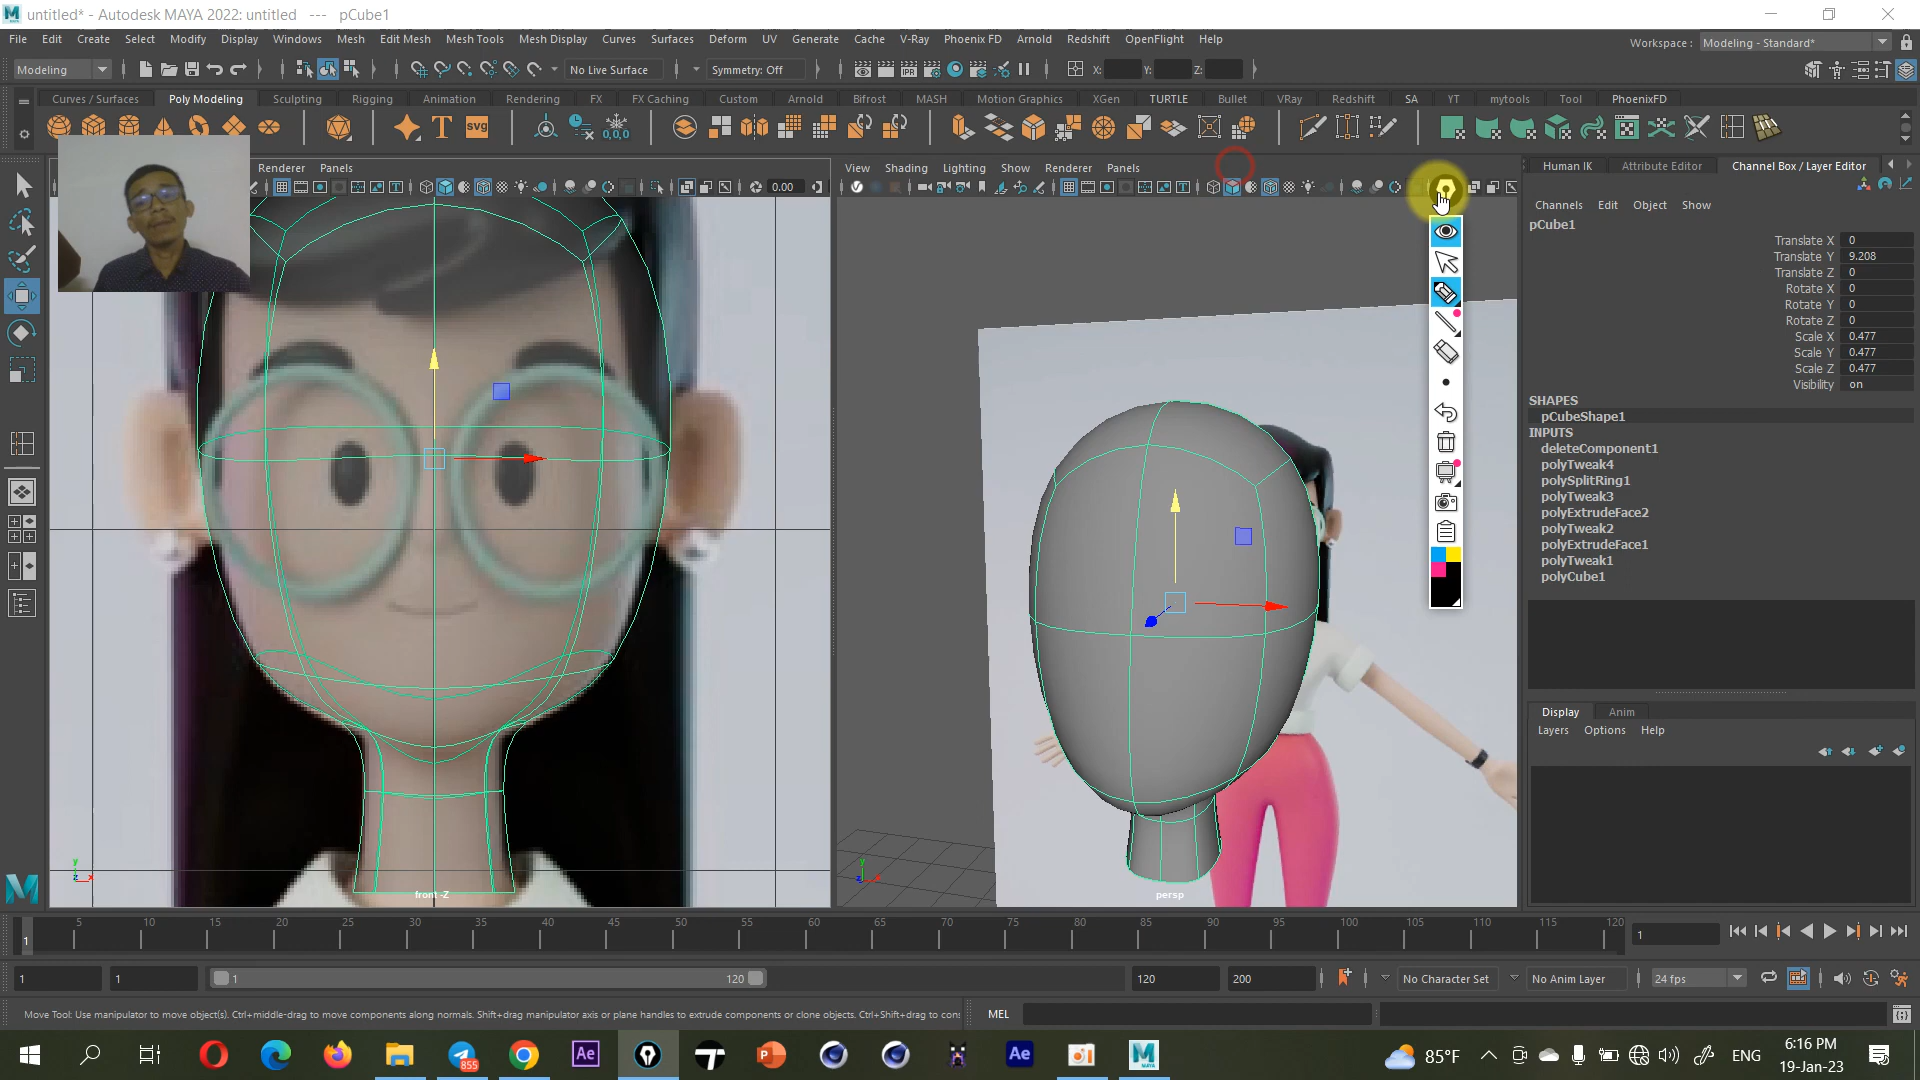 untitled* - Autodesk MAYA 2022: untitled --- pCube1
File Edit Create Select Modify Display Windows Mesh Edit Mesh Mesh Tools Mesh Display Curves Surfaces Deform UV Generate Cache V-Ray Phoenix FD Arnold Redshift OpenFlight Help
Workspace : Modeling - Standard*
Modeling No Live Surface Symmetry: Off IPR X: Y: Z:
Curves / Surfaces Poly Modeling Sculpting Rigging Animation Rendering FX FX Caching Custom Arnold Bifrost MASH Motion Graphics XGen TURTLE Bullet VRay Redshift SA YT mytools Tool PhoenixFD
T svg 0,0,0
Renderer Panels
View Shading Lighting Show Renderer Panels
Human IK Attribute Editor Channel Box / Layer Editor
0.00
Channels Edit Object Show
pCube1
Translate X 0
Translate Y 9.208
Translate Z 0
Rotate X 0
Rotate Y 0
Rotate Z 0
Scale X 0.477
Scale Y 0.477
Scale Z 0.477
Visibility on
SHAPES
pCubeShape1
INPUTS
deleteComponent1
polyTweak4
polySplitRing1
polyTweak3
polyExtrudeFace2
polyTweak2
polyExtrudeFace1
polyTweak1
polyCube1
Display Anim
Layers Options Help
y z x
front -Z
y z x
persp
5 10 15 20 25 30 35 40 45 50 55 60 65 70 75 80 85 90 95 100 105 110 115 120
1
1
1 1 1 120 120 200 No Character Set No Anim Layer 24 fps
Move Tool: Use manipulator to move object(s). Ctrl+middle-drag to move components along normals. Shift+drag manipulator axis or plane handles to extrude components or clone objects. Ctrl+Shift+drag to con
MEL
855 Ae Ae MAYA 85°F ENG
6:16 PM
19-Jan-23